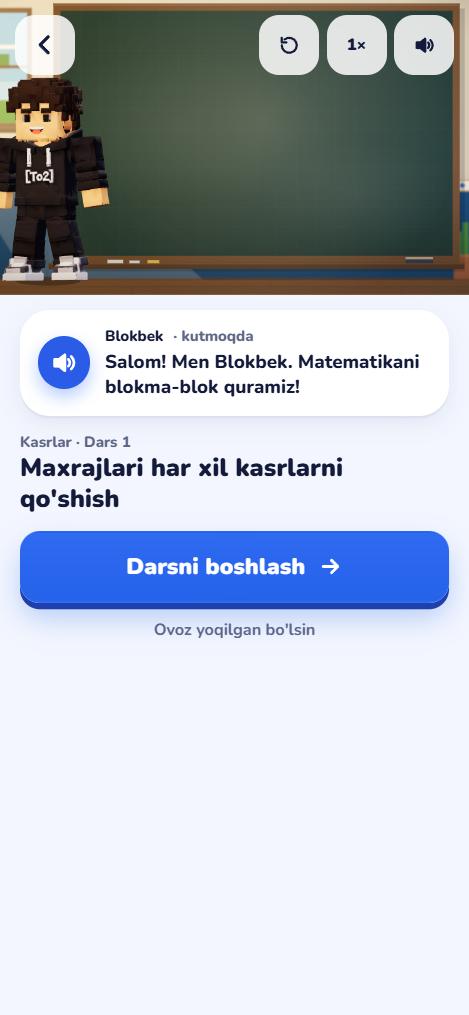 1×
[To2]
Blokbek · kutmoqda
Salom! Men Blokbek. Matematikani
blokma-blok quramiz!
Kasrlar · Dars 1
Maxrajlari har xil kasrlarni
qo'shish
Darsni boshlash →
Ovoz yoqilgan bo'lsin